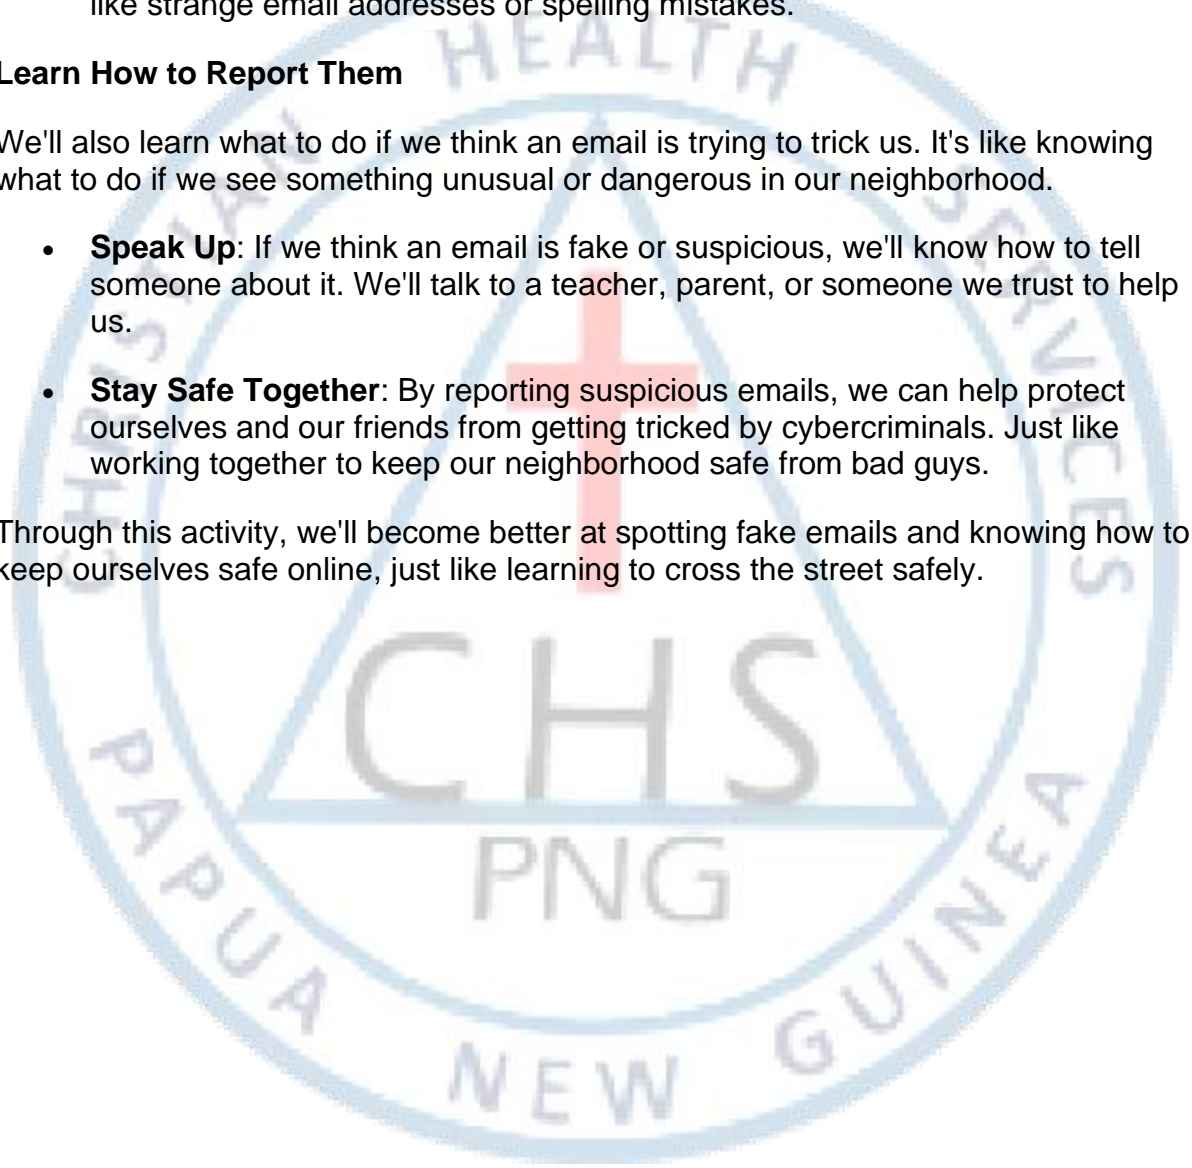 like strange email addresses or spelling mistakes.
Learn How to Report Them
We'll also learn what to do if we think an email is trying to trick us. It's like knowing
what to do if we see something unusual or dangerous in our neighborhood.
• Speak Up: If we think an email is fake or suspicious, we'll know how to tell
someone about it. We'll talk to a teacher, parent, or someone we trust to help
us.
• Stay Safe Together: By reporting suspicious emails, we can help protect
ourselves and our friends from getting tricked by cybercriminals. Just like
working together to keep our neighborhood safe from bad guys.
Through this activity, we'll become better at spotting fake emails and knowing how to
keep ourselves safe online, just like learning to cross the street safely.
CHRISTIAN HEALTH SERVICES
CHS
PNG
PAPUA NEW GUINEA